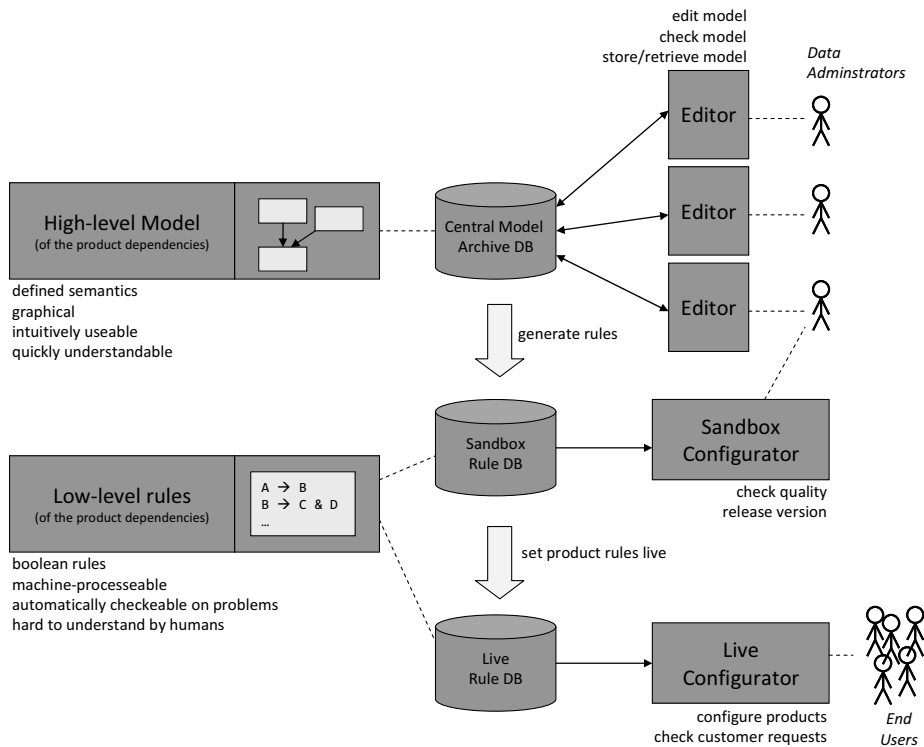 edit model
check model
store/retrieve model
Data
Adminstrators
Editor
Editor
Editor
High-level Model
(of the product dependencies)
defined semantics
graphical
intuitively useable
quickly understandable
Central Model
Archive DB
generate rules
Sandbox
Rule DB
Sandbox
Configurator
check quality
release version
Low-level rules
(of the product dependencies)
A → B
B → C & D
…
boolean rules
machine-processeable
automatically checkeable on problems
hard to understand by humans
set product rules live
Live
Rule DB
Live
Configurator
configure products
check customer requests
End
Users